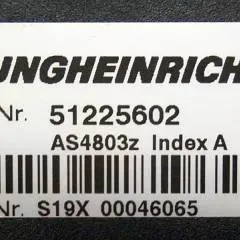 UNGHEINRICH
Nr. 51225602
AS4803z Index A
Nr. S19X 00046065